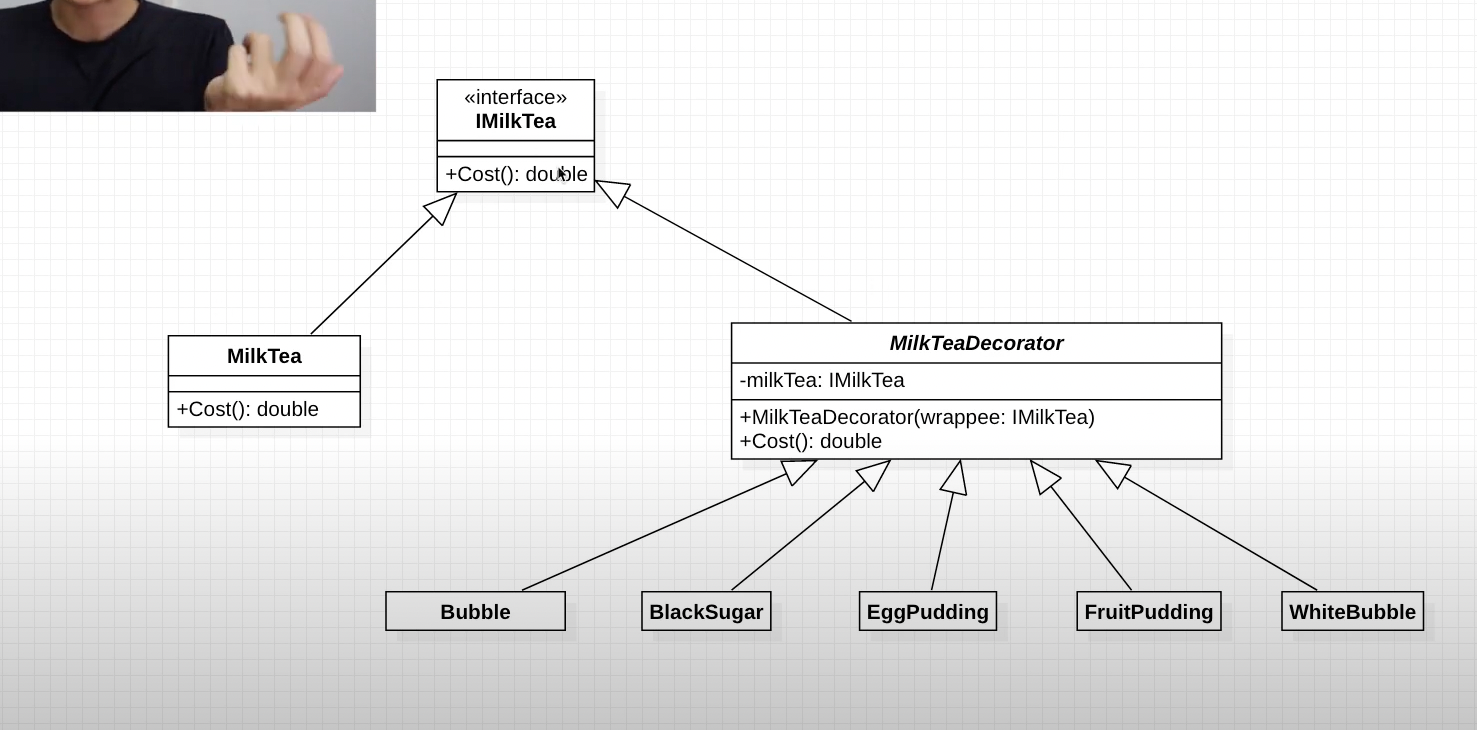 «interface»
IMilkTea
+Cost(): double
MilkTea
+Cost(): double
MilkTeaDecorator
-milkTea: IMilkTea
+MilkTeaDecorator(wrappee: IMilkTea)
+Cost(): double
Bubble
BlackSugar
EggPudding
FruitPudding
WhiteBubble